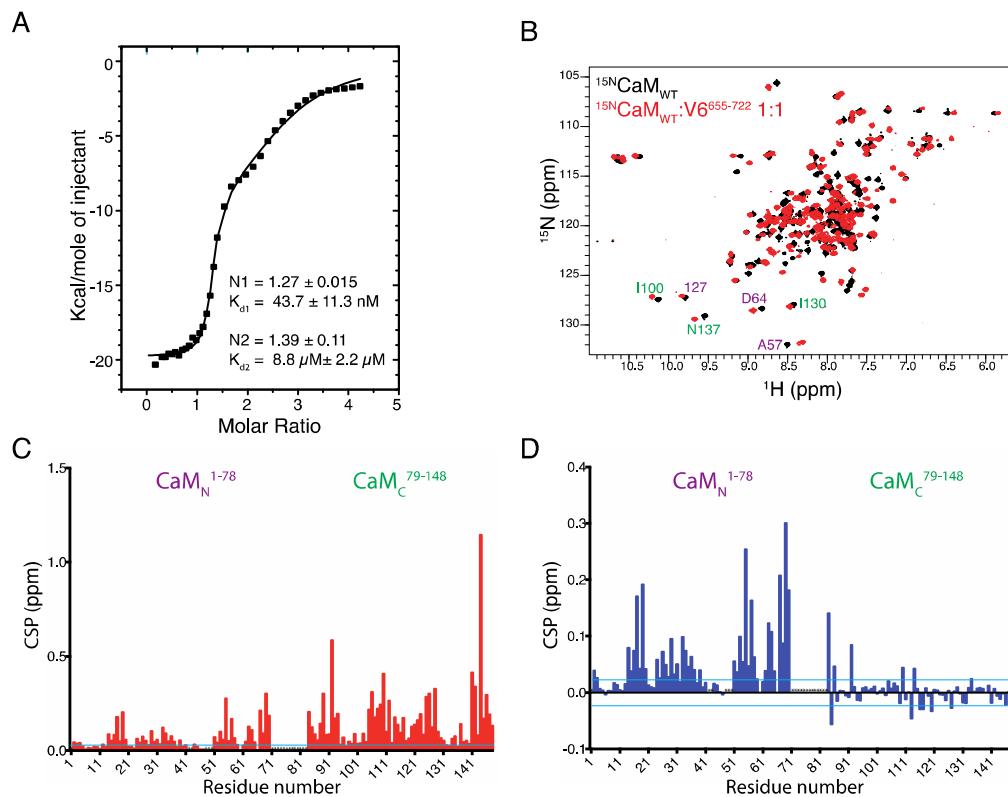 A
0
-5
-10
-15
-20
Kcal/mole of injectant
N1 = 1.27 ± 0.015
Kd1 = 43.7 ± 11.3 nM
N2 = 1.39 ± 0.11
Kd2 = 8.8 µM± 2.2 µM
0 1 2 3 4 5
Molar Ratio
B
15NCaMWT
15NCaMWT:V6655-722 1:1
105
110
115
120
125
130
15N (ppm)
I100
127
N137
D64
I130
A57
10.5 10.0 9.5 9.0 8.5 8.0 7.5 7.0 6.5 6.0
1H (ppm)
C
CaMN1-78
CaMC79-148
1.5
1.0
0.5
0.0
CSP (ppm)
1 11 21 31 41 51 61 71 81 91 101 111 121 131 141
Residue number
D
CaMN1-78
CaMC79-148
0.4
0.3
0.2
0.1
0.0
-0.1
CSP (ppm)
1 11 21 31 41 51 61 71 81 91 101 111 121 131 141
Residue number